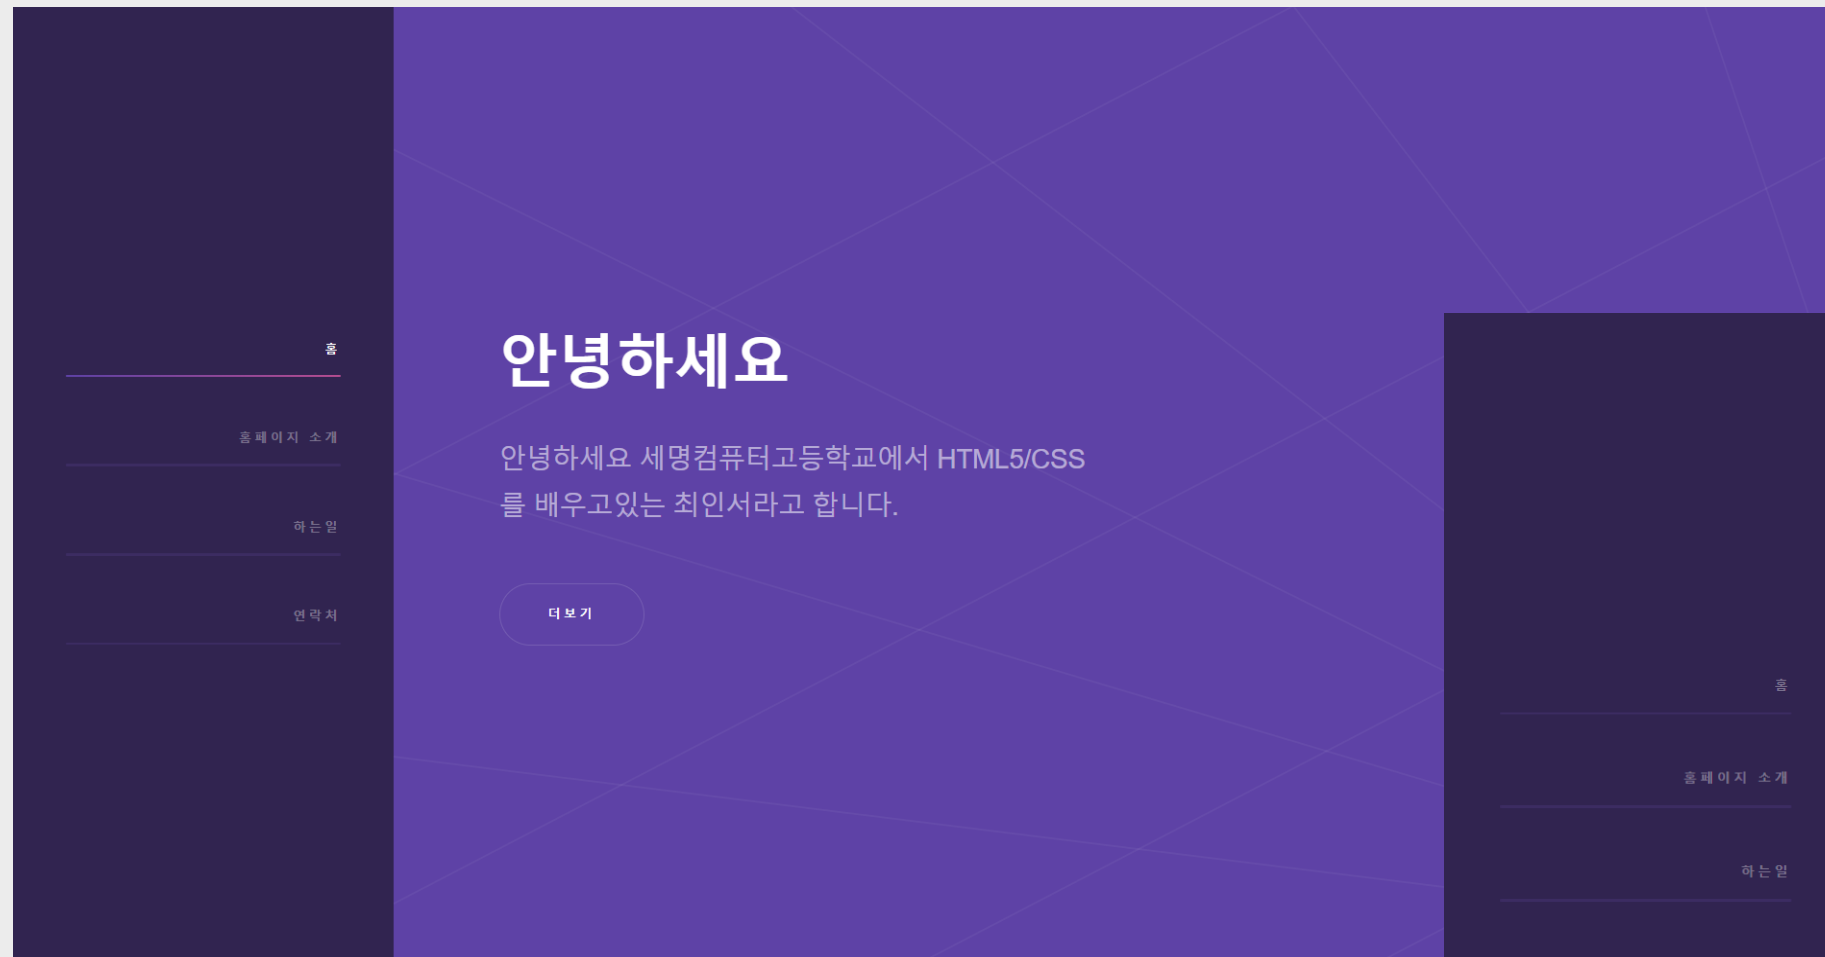 홈
홈페이지 소개
하는일
연락처
안녕하세요
안녕하세요 세명컴퓨터고등학교에서 HTML5/CSS
를 배우고있는 최인서라고 합니다.
더보기
홈
홈페이지 소개
하는일